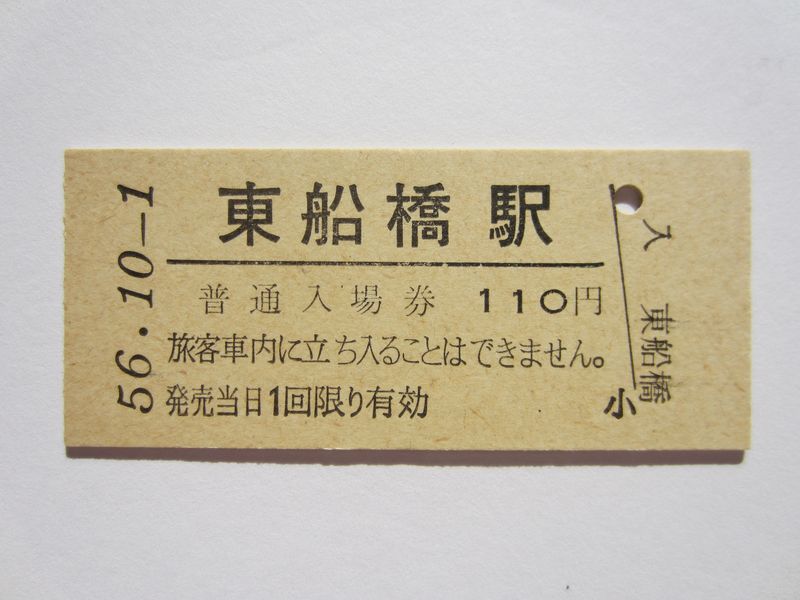 56.10-1
東船橋駅
普通入場券 110円
旅客車内に立ち入ることはできません。
発売当日1回限り有効
小
入 東船橋